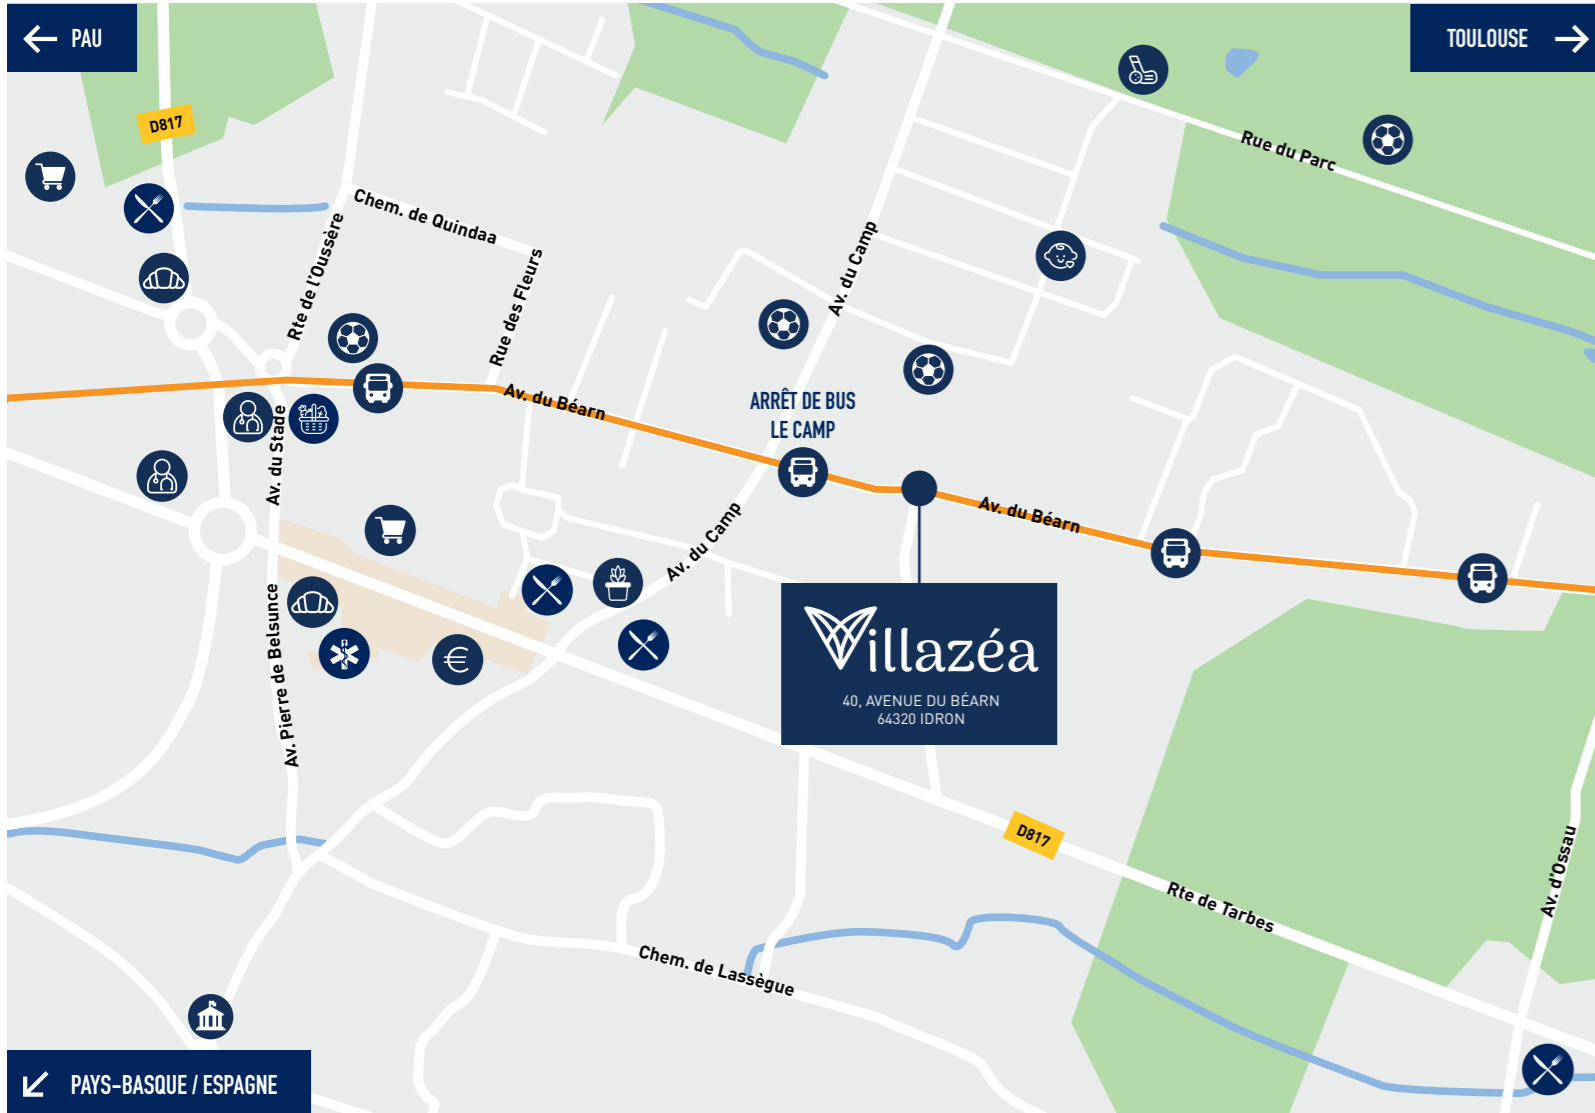 PAU
TOULOUSE
D817
Rue du Parc
Chem. de Quindaa
Rte de l'Oussère
Rue des Fleurs
Av. du Camp
Av. du Béarn
ARRÊT DE BUS
LE CAMP
Av. du Stade
Av. du Béarn
Av. du Camp
Av. Pierre de Belsunce
Villazéa
40, AVENUE DU BÉARN
64320 IDRON
D817
Rte de Tarbes
Av. d'Ossau
Chem. de Lassègue
PAYS-BASQUE / ESPAGNE